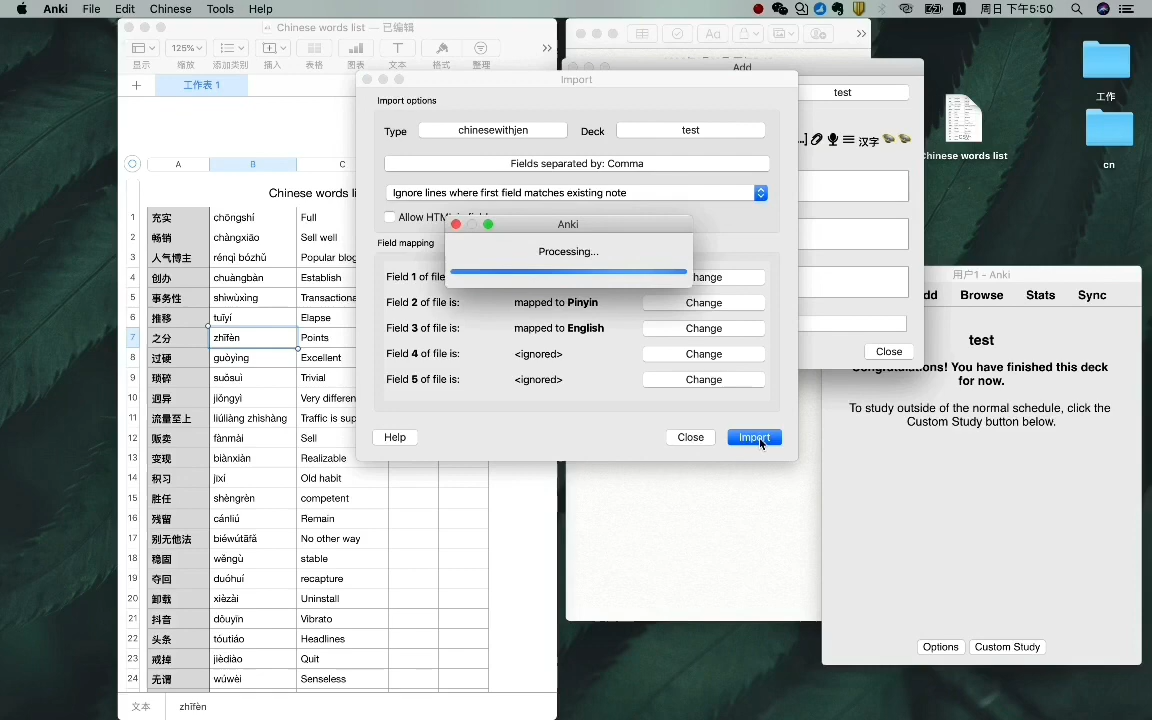 Anki File Edit Chinese Tools Help
周日 下午5:50
Chinese words list — 已编辑
125%
显示 缩放 添加类别 插入 表格 图表 文本 格式 整理
工作表 1
A B C
Chinese words li
1 充实 chōngshí Full
2 畅销 chàngxiāo Sell well
3 人气博主 rénqì bózhǔ Popular blog
4 创办 chuàngbàn Establish
5 事务性 shìwùxìng Transactiona
6 推移 tuīyí Elapse
7 之分 zhīfèn Points
8 过硬 guòyìng Excellent
9 琐碎 suǒsuì Trivial
10 迥异 jiǒngyì Very differen
11 流量至上 liúliàng zhìshàng Traffic is sup
12 贩卖 fànmài Sell
13 变现 biànxiàn Realizable
14 积习 jīxí Old habit
15 胜任 shèngrèn competent
16 残留 cánliú Remain
17 别无他法 biéwútāfǎ No other way
18 稳固 wěngù stable
19 夺回 duóhuí recapture
20 卸载 xièzài Uninstall
21 抖音 dǒuyīn Vibrato
22 头条 tóutiáo Headlines
23 戒掉 jièdiào Quit
24 无谓 wúwèi Senseless
文本 zhīfèn
Import
Import options
Type chinesewithjen Deck test
Fields separated by: Comma
Ignore lines where first field matches existing note
Allow HTML
Field mapping
Anki
Processing...
Field 1 of file hange
Field 2 of file is: mapped to Pinyin Change
Field 3 of file is: mapped to English Change
Field 4 of file is: <ignored> Change
Field 5 of file is: <ignored> Change
Help Close Import
Add
test
汉字
Close
用户1 - Anki
dd Browse Stats Sync
test
Congratulations! You have finished this deck
for now.
To study outside of the normal schedule, click the
Custom Study button below.
Options Custom Study
工作
hinese words list
cn